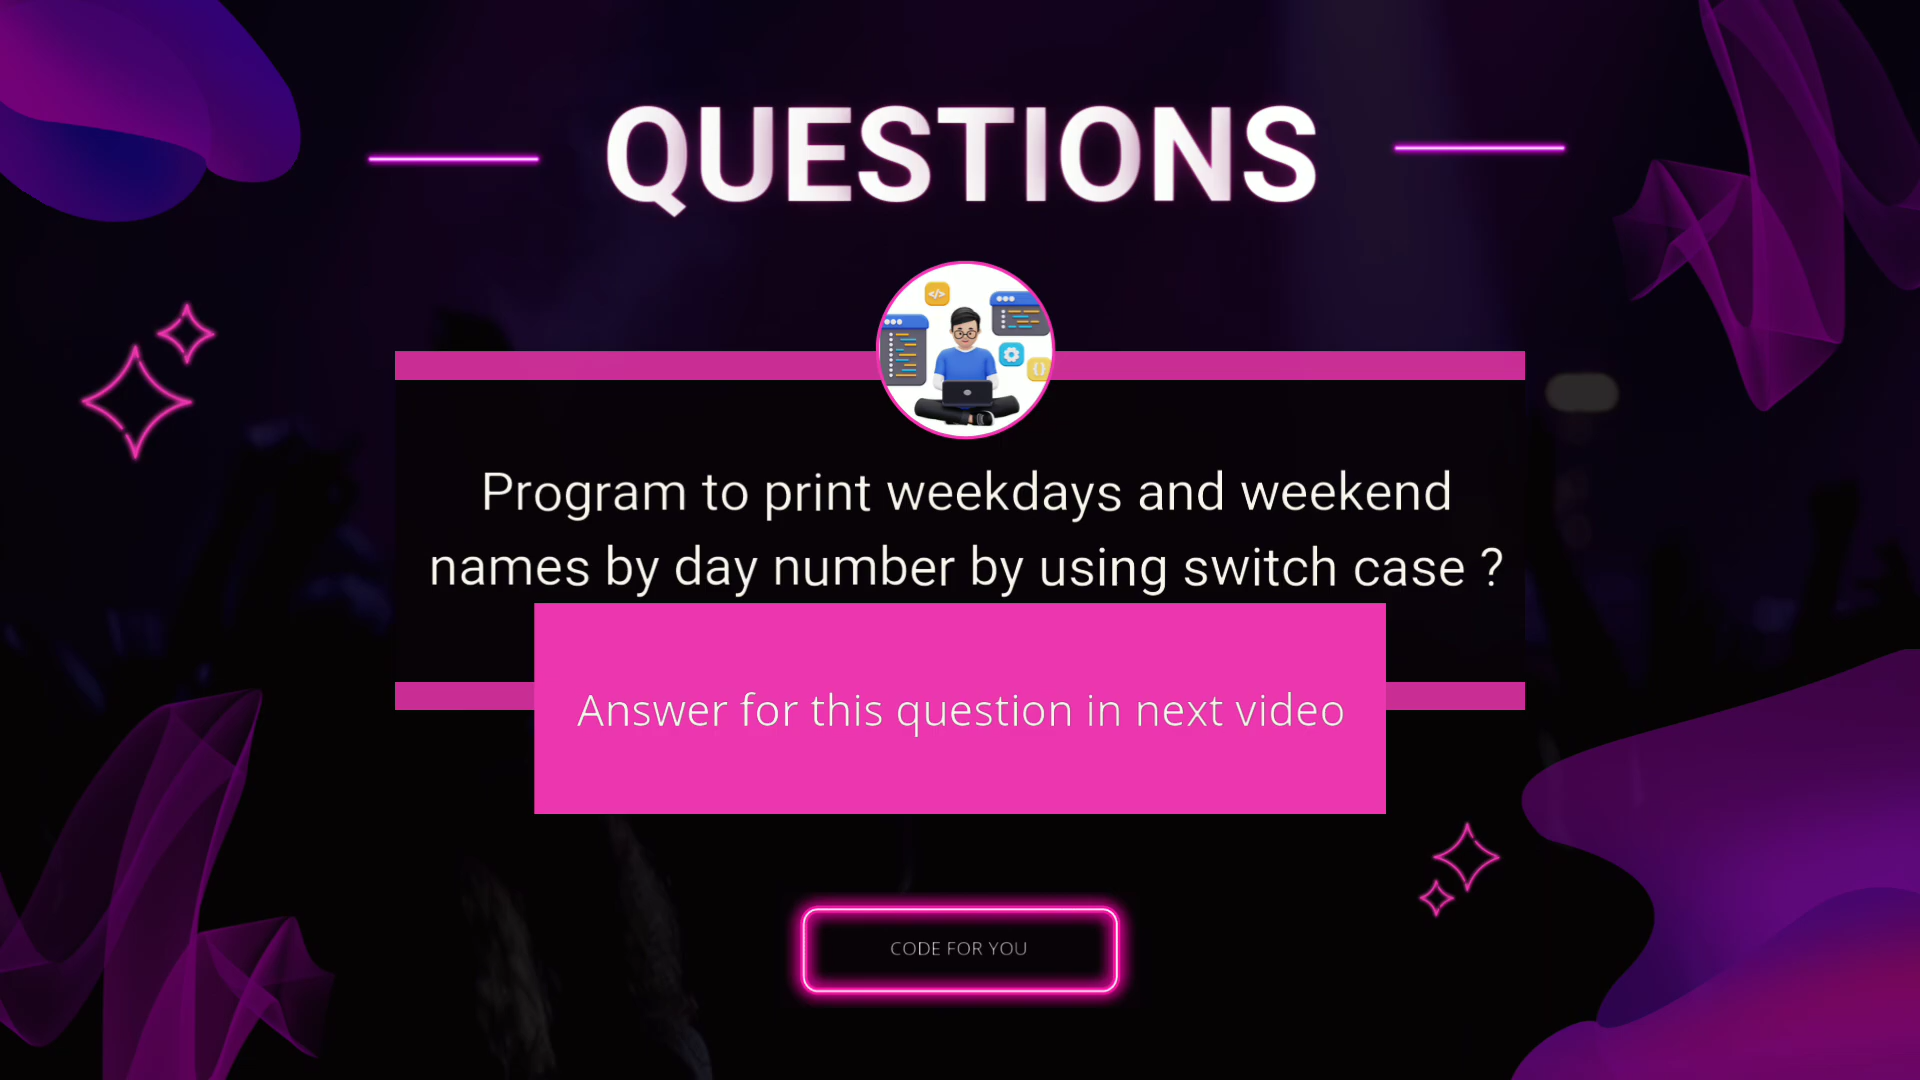 QUESTIONS
</>
{}
Program to print weekdays and weekend
names by day number by using switch case ?
Answer for this question in next video
CODE FOR YOU